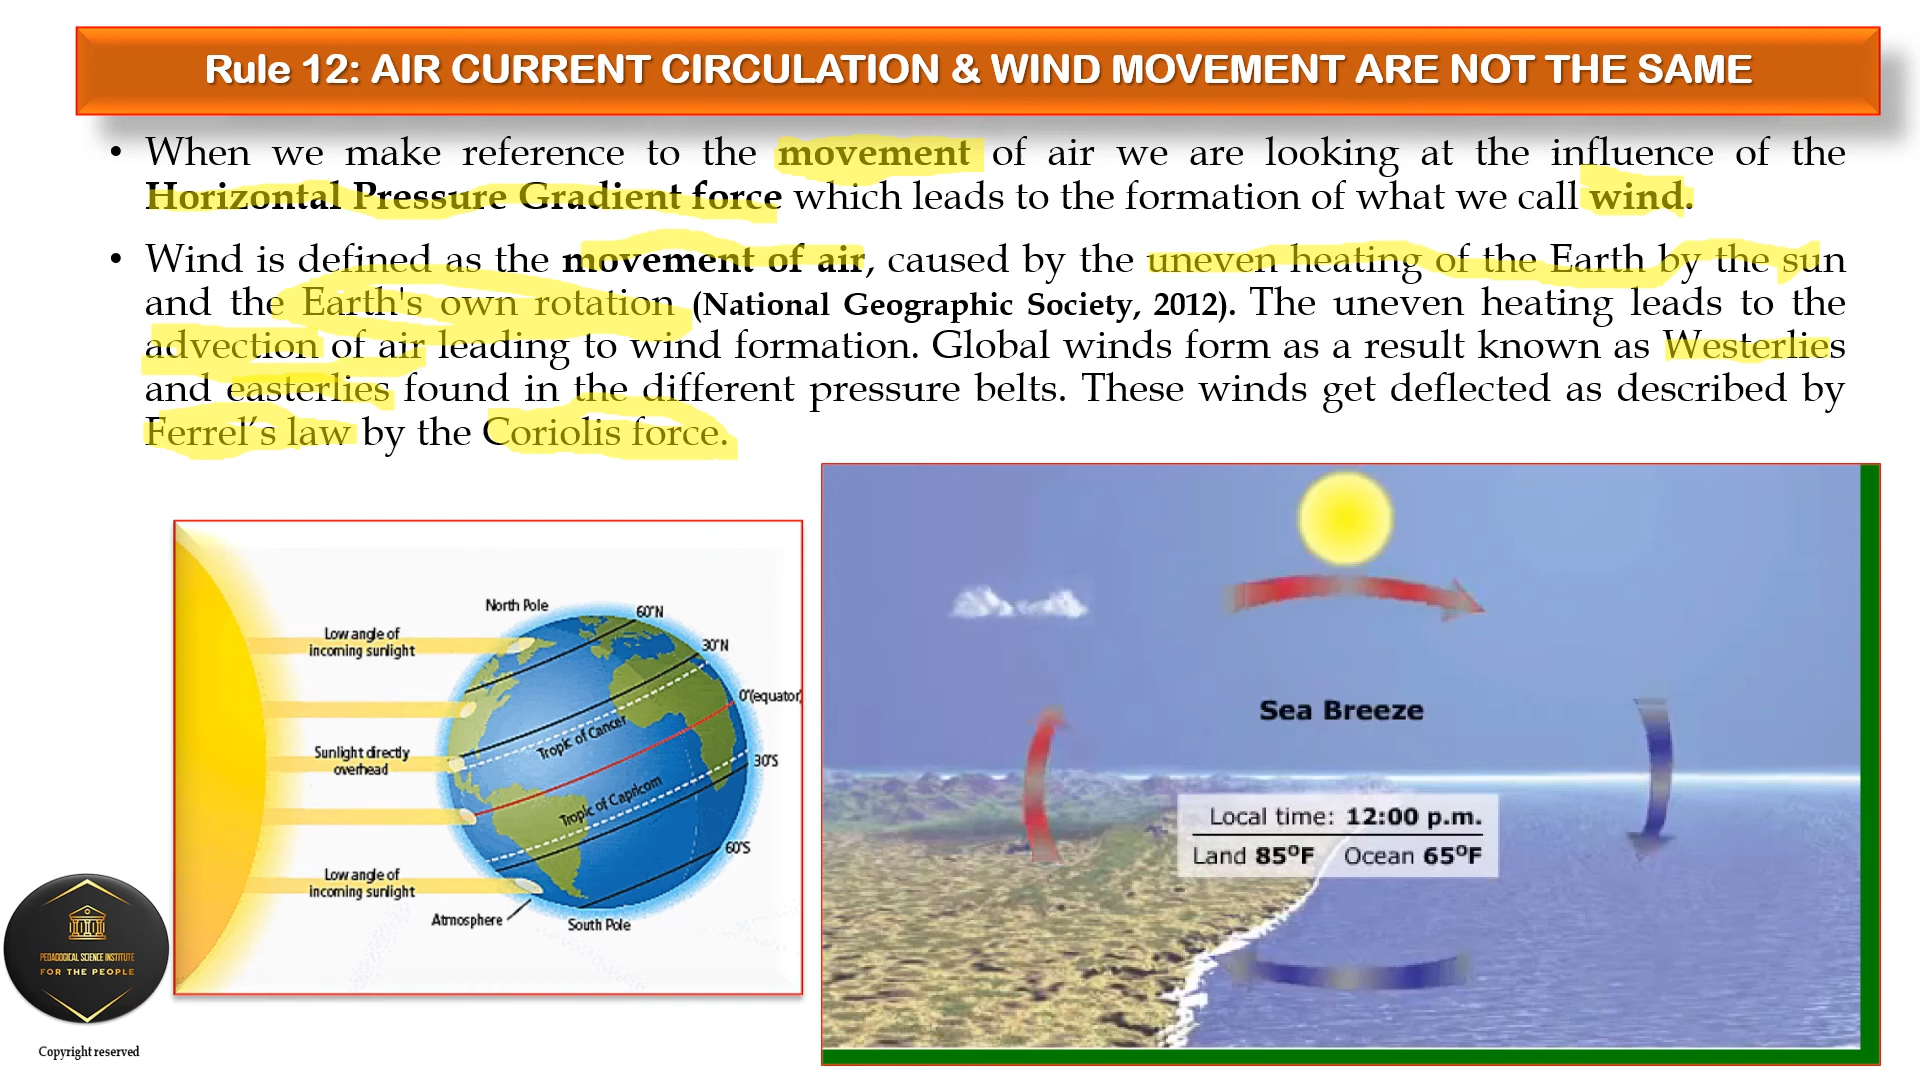 Rule 12: AIR CURRENT CIRCULATION & WIND MOVEMENT ARE NOT THE SAME
• When we make reference to the movement of air we are looking at the influence of the
Horizontal Pressure Gradient force which leads to the formation of what we call wind.
• Wind is defined as the movement of air, caused by the uneven heating of the Earth by the sun
and the Earth's own rotation (National Geographic Society, 2012). The uneven heating leads to the
advection of air leading to wind formation. Global winds form as a result known as Westerlies
and easterlies found in the different pressure belts. These winds get deflected as described by
Ferrel’s law by the Coriolis force.
North Pole
60°N
Low angle of
incoming sunlight
30°N
0°(equator)
Tropic of Cancer
Sunlight directly
overhead
30°S
Tropic of Capricorn
60°S
Low angle of
incoming sunlight
Atmosphere
South Pole
Sea Breeze
Local time: 12:00 p.m.
Land 85°F Ocean 65°F
PEDAGOGICAL SCIENCE INSTITUTE
FOR THE PEOPLE
Copyright reserved